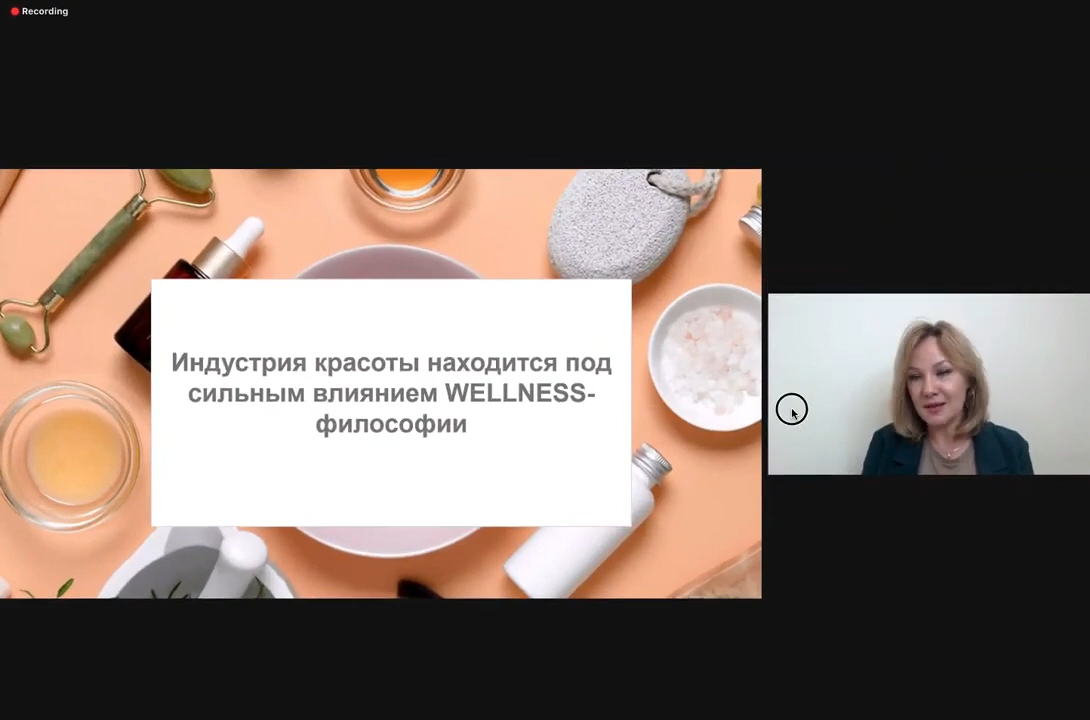 Recording
Индустрия красоты находится под
сильным влиянием WELLNESS-
философии